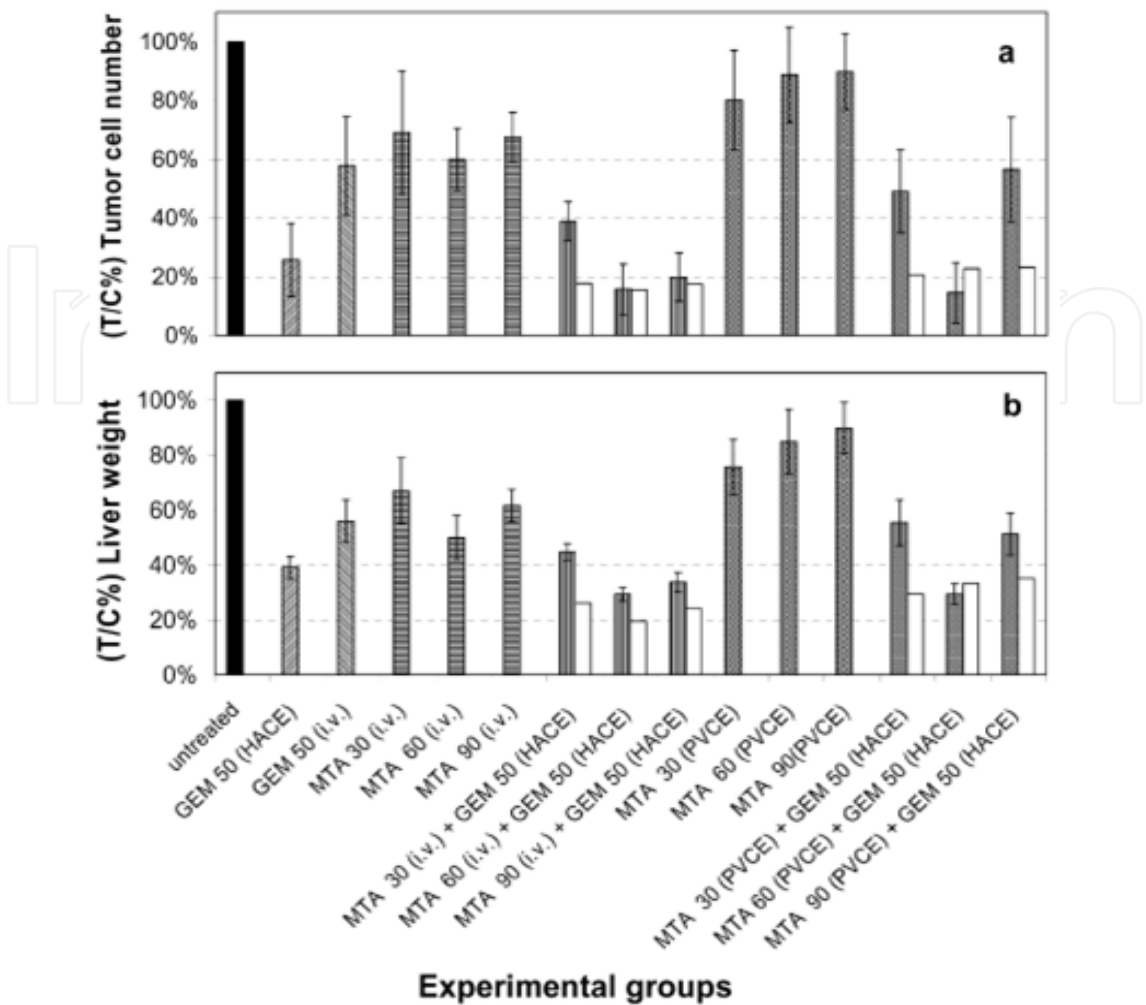 a
(T/C%) Tumor cell number
100%
80%
60%
40%
20%
0%
b
(T/C%) Liver weight
100%
80%
60%
40%
20%
0%
untreated
GEM 50 (HACE)
GEM 50 (i.v.)
MTA 30 (i.v.)
MTA 60 (i.v.)
MTA 90 (i.v.)
MTA 30 (i.v.) + GEM 50 (HACE)
MTA 60 (i.v.) + GEM 50 (HACE)
MTA 90 (i.v.) + GEM 50 (HACE)
MTA 30 (PVCE)
MTA 60 (PVCE)
MTA 90(PVCE)
MTA 30 (PVCE) + GEM 50 (HACE)
MTA 60 (PVCE) + GEM 50 (HACE)
MTA 90 (PVCE) + GEM 50 (HACE)
Experimental groups